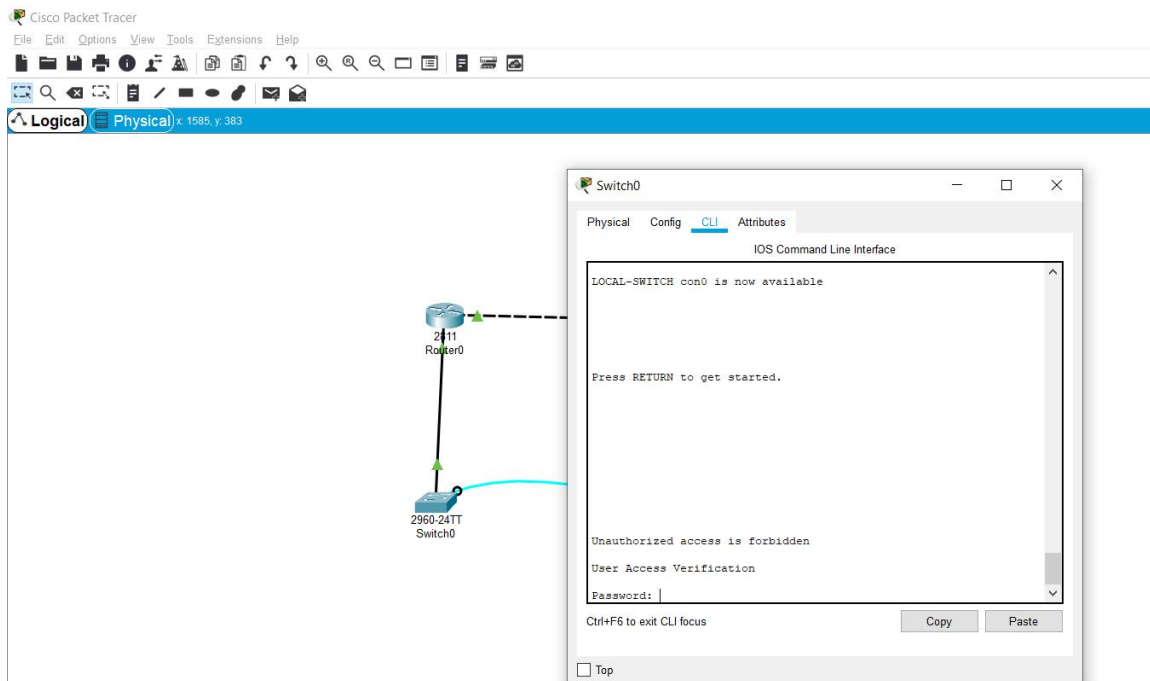 Cisco Packet Tracer
File Edit Options View Tools Extensions Help
Logical Physical x: 1585, y: 383
Switch0
Physical Config CLI Attributes
IOS Command Line Interface
LOCAL-SWITCH con0 is now available
Press RETURN to get started.
2811
Router0
2960-24TT
Switch0
Unauthorized access is forbidden
User Access Verification
Password:
Ctrl+F6 to exit CLI focus
Copy Paste
Top